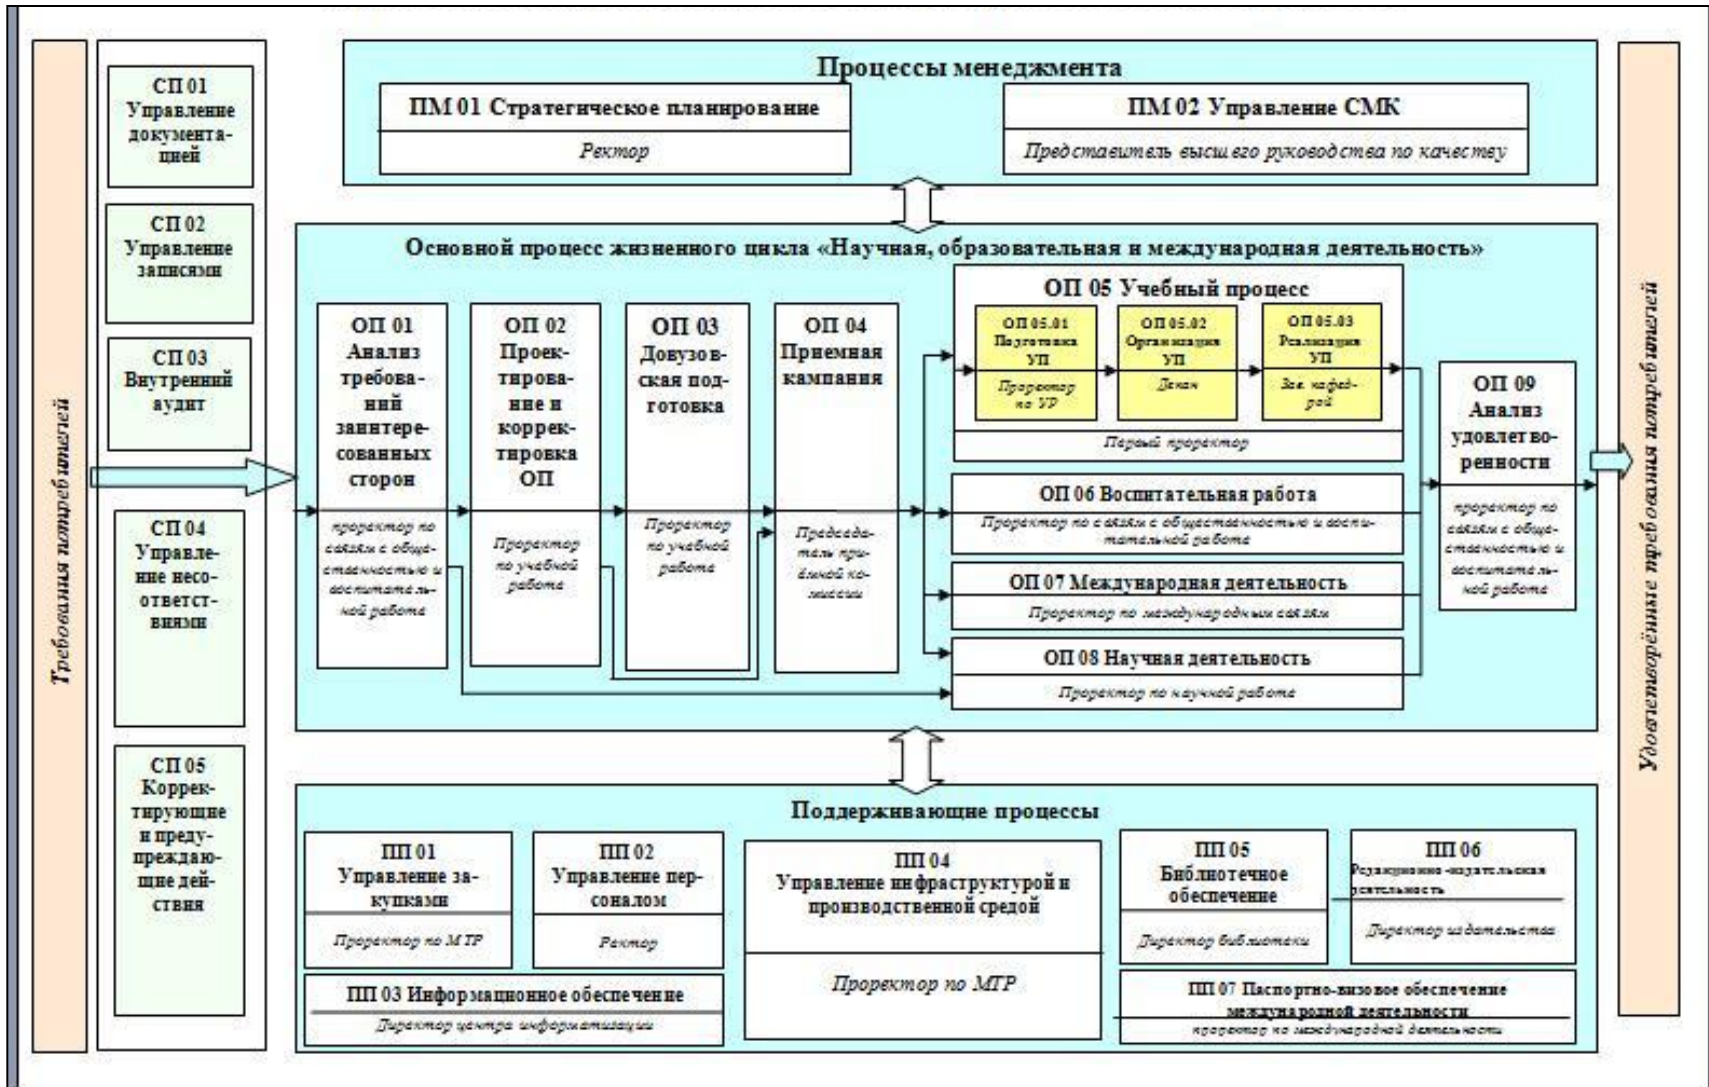 Требования потребителей
СП 01
Управление
документа-
цией
СП 02
Управление
записями
СП 03
Внутренний
аудит
СП 04
Управле-
ние несо-
ответст-
виями
СП 05
Коррек-
тирующие
и преду-
преждаю-
щие дей-
ствия
Процессы менеджмента
ПМ 01 Стратегическое планирование
Ректор
ПМ 02 Управление СМК
Представитель высшего руководства по качеству
Основной процесс жизненного цикла «Научная, образовательная и международная деятельность»
ОП 01
Анализ
требова-
ний
заинтере-
сованных
сторон
проректор по
связям с обще-
ственностью и
воспитатель-
ной работе
ОП 02
Проек-
тирова-
ние и
коррек-
тировка
ОП
Проректор
по учебной
работе
ОП 03
Довузов-
ская под-
готовка
Проректор
по учебной
работе
ОП 04
Приемная
кампания
Председа-
тель при-
ёмной ко-
миссии
ОП 05 Учебный процесс
ОП 05.01
Подготовка
УП
Проректор
по УР
ОП 05.02
Организация
УП
Декан
ОП 05.03
Реализация
УП
Зав. кафед-
рой
Первый проректор
ОП 06 Воспитательная работа
Проректор по связям с общественностью и воспи-
тательной работе
ОП 07 Международная деятельность
Проректор по международным связям
ОП 08 Научная деятельность
Проректор по научной работе
ОП 09
Анализ
удовлетво-
ренности
проректор по
связям с обще-
ственностью и
воспитатель-
ной работе
Поддерживающие процессы
ПП 01
Управление за-
купками
Проректор по МТР
ПП 02
Управление пер-
соналом
Ректор
ПП 03 Информационное обеспечение
Директор центра информатизации
ПП 04
Управление инфраструктурой и
производственной средой
Проректор по МТР
ПП 05
Библиотечное
обеспечение
Директор библиотеки
ПП 06
Редакционно-издательская
деятельность
Директор издательства
ПП 07 Паспортно-визовое обеспечение
международной деятельности
проректор по международной деятельности
Удовлетворённые требования потребителей